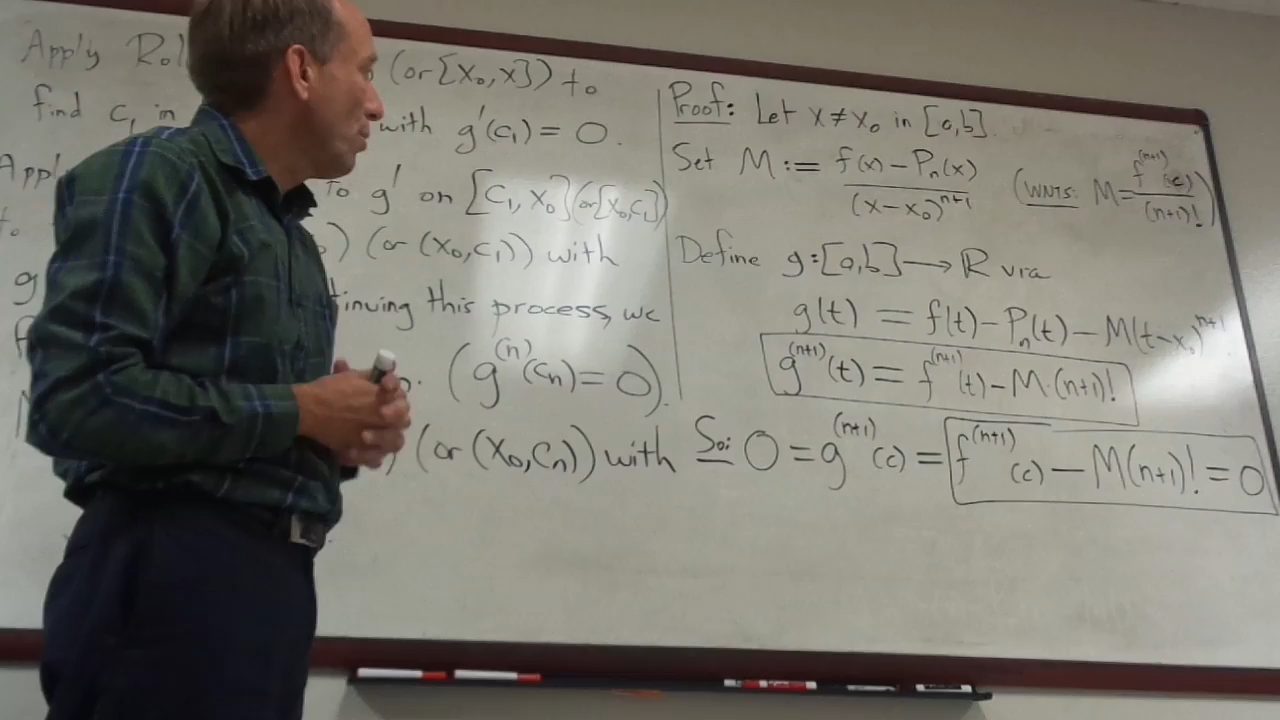 Apply Rol (or [x₀, x]) to
find c₁ in with g'(c₁) = 0.
to g' on [c₁, x₀] (or [x₀, c₁])
to ) (or (x₀, c₁)) with
g tinuing this process, we
(g⁽ⁿ⁾(cₙ) = 0).
) (or (x₀, cₙ)) with
Proof: Let x ≠ x₀ in [a,b].
Set M := (f(x) − Pₙ(x)) / (x − x₀)ⁿ⁺¹ (WNTS: M = f⁽ⁿ⁺¹⁾(c) / (n+1)!)
Define g: [a,b] ⟶ ℝ via
g(t) = f(t) − Pₙ(t) − M(t − x₀)ⁿ⁺¹
g⁽ⁿ⁺¹⁾(t) = f⁽ⁿ⁺¹⁾(t) − M·(n+1)!
So: 0 = g⁽ⁿ⁺¹⁾(c) = f⁽ⁿ⁺¹⁾(c) − M(n+1)! = 0